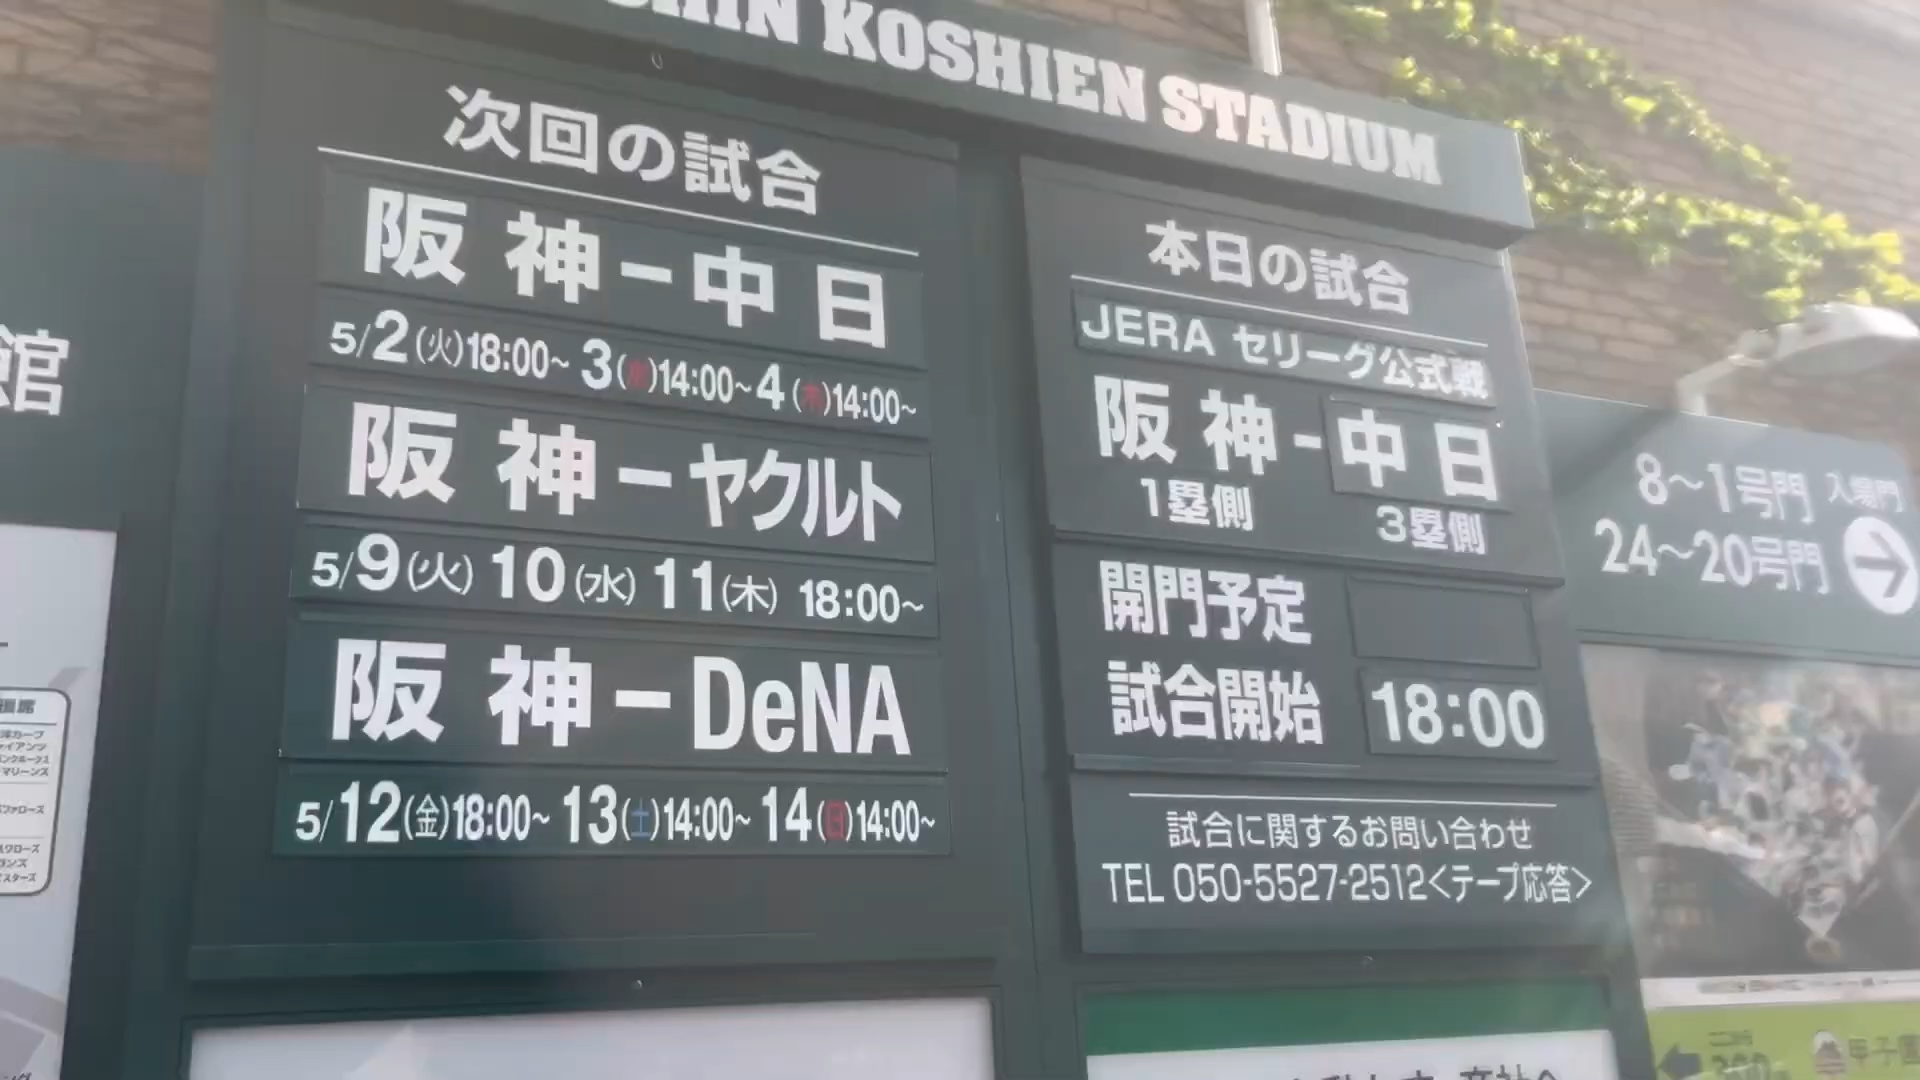 KOSHIEN STADIUM
次回の試合
阪神-中日
5/2(火)18:00~ 3(水)14:00~ 4(木)14:00~
阪神-ヤクルト
5/9(火) 10(水) 11(木) 18:00~
阪神-DeNA
5/12(金)18:00~ 13(土)14:00~ 14(日)14:00~
本日の試合
JERA セリーグ公式戦
阪神-中日
1塁側 3塁側
開門予定
試合開始 18:00
試合に関するお問い合わせ
TEL 050-5527-2512<テープ応答>
8~1号門 入場門
24~20号門
館